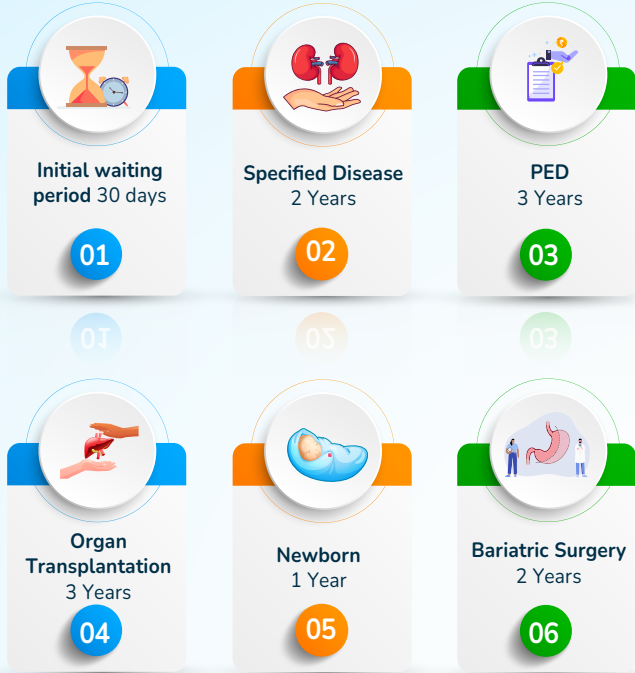 Initial waiting
period 30 days
01
Specified Disease
2 Years
02
PED
3 Years
03
Organ
Transplantation
3 Years
04
Newborn
1 Year
05
Bariatric Surgery
2 Years
06